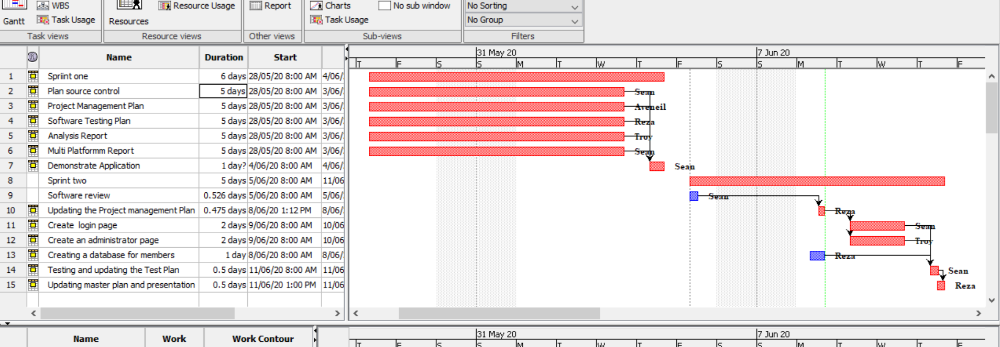 WBS Resource Usage Report Charts No sub window No Sorting
Gantt Task Usage Resources Task Usage No Group
Task views Resource views Other views Sub-views Filters
Name Duration Start 31 May 20 7 Jun 20
T F S S M T W T F S S M T W T F
1 Spriint one 6 days 28/05/20 8:00 AM 4/06/
2 Plan source control 5 days 28/05/20 8:00 AM 3/06/ Sean
3 Project Management Plan 5 days 28/05/20 8:00 AM 3/06/ Aveneil
4 Software Testing Plan 5 days 28/05/20 8:00 AM 3/06/ Reza
5 Analysis Report 5 days 28/05/20 8:00 AM 3/06/ Troy
6 Multi Platformm Report 5 days 28/05/20 8:00 AM 3/06/ Sean
7 Demonstrate Application 1 day? 4/06/20 8:00 AM 4/06/ Sean
8 Sprint two 5 days 5/06/20 8:00 AM 11/06
9 Software review 0.526 days 5/06/20 8:00 AM 5/06/ Sean
10 Updating the Project management Plan 0.475 days 8/06/20 1:12 PM 8/06/ Reza
11 Create login page 2 days 9/06/20 8:00 AM 10/06 Sean
12 Create an administrator page 2 days 9/06/20 8:00 AM 10/06 Troy
13 Creating a database for members 1 day 8/06/20 8:00 AM 8/06/ Reza
14 Testing and updating the Test Plan 0.5 days 11/06/20 8:00 AM 11/06 Sean
15 Updating master plan and presentation 0.5 days 11/06/20 1:00 PM 11/06 Reza
Name Work Work Contour 31 May 20 7 Jun 20
T F S S M T W T F S S M T W T F